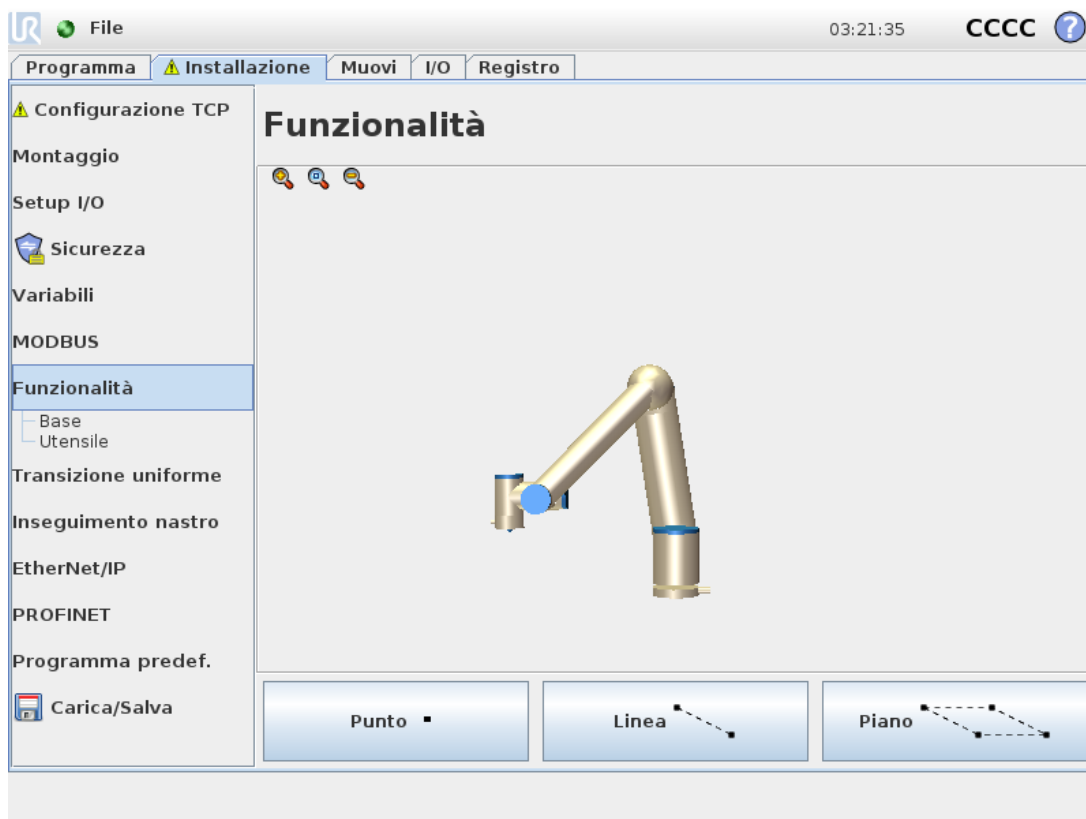 UR File 03:21:35 CCCC ?
Programma Installazione Muovi I/O Registro
Configurazione TCP
Funzionalità
Montaggio
Setup I/O
Sicurezza
Variabili
MODBUS
Funzionalità
Base
Utensile
Transizione uniforme
Inseguimento nastro
EtherNet/IP
PROFINET
Programma predef.
Carica/Salva
Punto Linea Piano